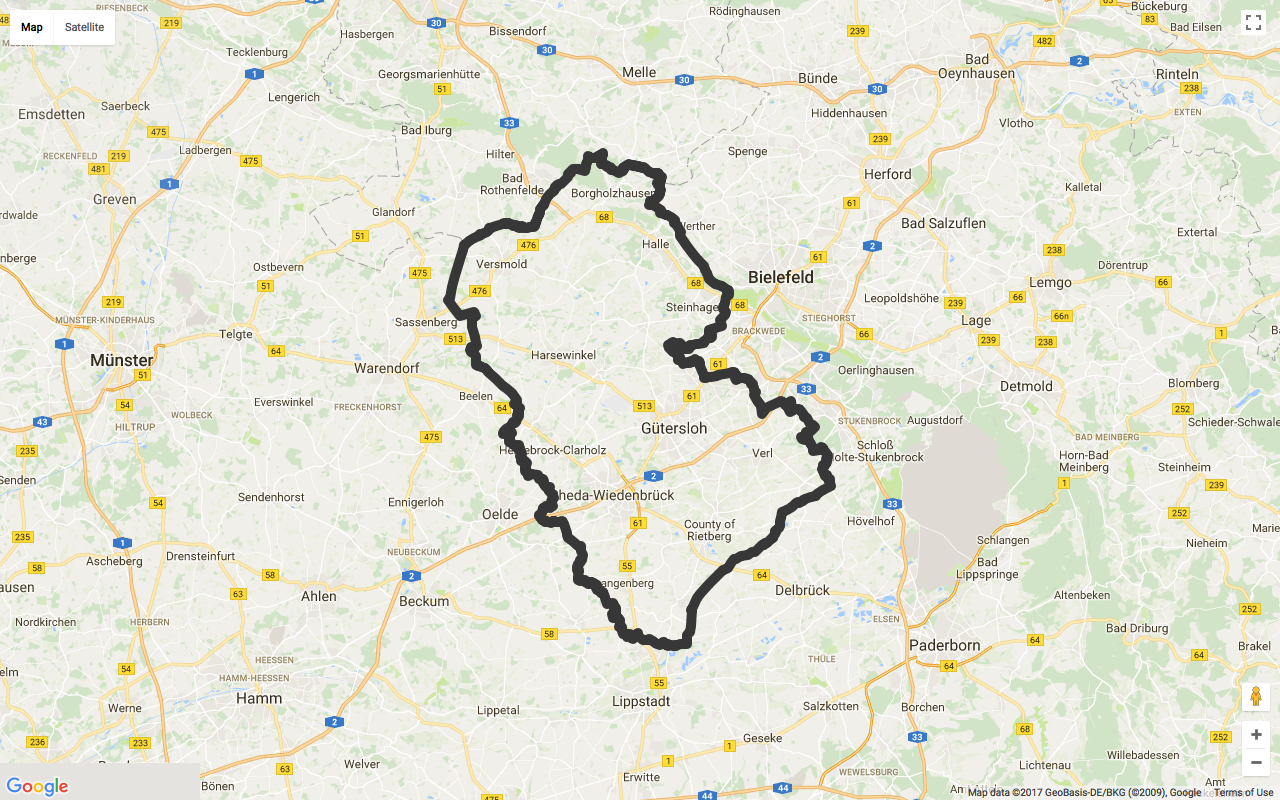 Map
Satellite
RIESENBECK
219
Tecklenburg
1
Hasbergen
30
Bissendorf
30
Rödinghausen
239
Bückeburg
83
Bad Eilsen
482
2
Georgsmarienhütte
51
Melle
30
Bünde
30
Bad
Oeynhausen
Rinteln
238
Lengerich
Saerbeck
Emsdetten
475
33
Hiddenhausen
EXTEN
Vlotho
239
Bad Iburg
Ladbergen
RECKENFELD
219
481
475
Hilter
Spenge
1
Bad
Rothenfelde
Borgholzhausen
Herford
Kalletal
Greven
61
Glandorf
68
Werther
Bad Salzuflen
Extertal
51
476
Halle
2
238
61
Versmold
Ostbevern
475
Dörentrup
163
51
476
68
Bielefeld
Lemgo
219
Steinhage
68
Leopoldshöhe
239
66
MÜNSTER-KINDERHAUS
Sassenberg
STIEGHORST
Lage
66n
BRACKWEDE
66
1
Telgte
513
239
238
1
Münster
64
Harsewinkel
61
2
51
Warendorf
Oerlinghausen
Detmold
Blomberg
33
Beelen
61
Everswinkel
54
FRECKENHORST
64
513
252
WOLBECK
43
HILTRUP
Gütersloh
STUKENBROCK
Augustdorf
Schieder-Schwale
475
BAD MEINBERG
235
Verl
Schloß
Holte-Stukenbrock
Horn-Bad
Meinberg
Steinheim
2
1
239
Senden
Sendenhorst
54
Ennigerloh
33
Oelde
61
County of
Rietberg
Hövelhof
252
235
1
Schlangen
Nieheim
NEUBECKUM
Drensteinfurt
Ascheberg
55
Bad
Lippspringe
58
58
2
64
Langenberg
Delbrück
Altenbeken
63
Ahlen
Beckum
252
Nordkirchen
HERBERN
ELSEN
Bad Driburg
58
64
Paderborn
Brakel
HEESSEN
THÜLE
54
64
HAMM-HEESSEN
55
Hamm
Lippstadt
Werne
Lippetal
Salzkotten
Borchen
2
68
236
233
33
252
Geseke
1
Willebadessen
Welver
1
63
Erwitte
WEWELSBURG
Lichtenau
Bönen
475
44
44
Google
Map data ©2017 GeoBasis-DE/BKG (©2009), Google
Terms of Use